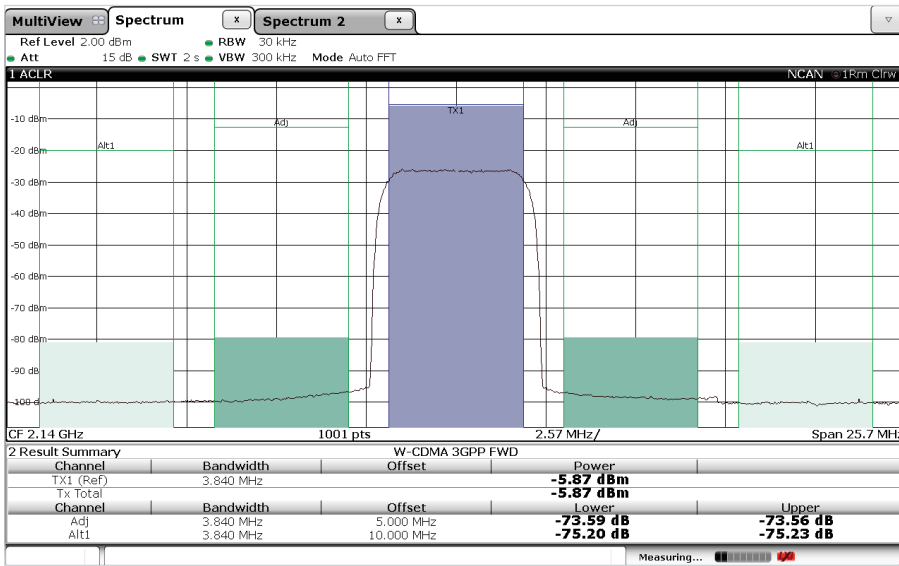 MultiView Spectrum x Spectrum 2 x
Ref Level 2.00 dBm RBW 30 kHz
Att 15 dB SWT 2 s VBW 300 kHz Mode Auto FFT
1 ACLR NCAN 1Rm Clrw
TX1
-10 dBm
Adj Adj
Alt1 Alt1
-20 dBm
-30 dBm
-40 dBm
-50 dBm
-60 dBm
-70 dBm
-80 dBm
-90 dB
-100 d
CF 2.14 GHz 1001 pts 2.57 MHz/ Span 25.7 MHz
2 Result Summary W-CDMA 3GPP FWD
Channel Bandwidth Offset Power
TX1 (Ref) 3.840 MHz -5.87 dBm
Tx Total -5.87 dBm
Channel Bandwidth Offset Lower Upper
Adj 3.840 MHz 5.000 MHz -73.59 dB -73.56 dB
Alt1 3.840 MHz 10.000 MHz -75.20 dB -75.23 dB
Measuring...